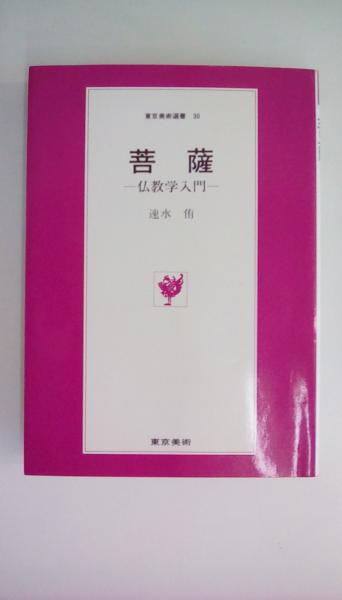 東京美術選書 30
菩薩
—仏教学入門—
速水 侑
東京美術